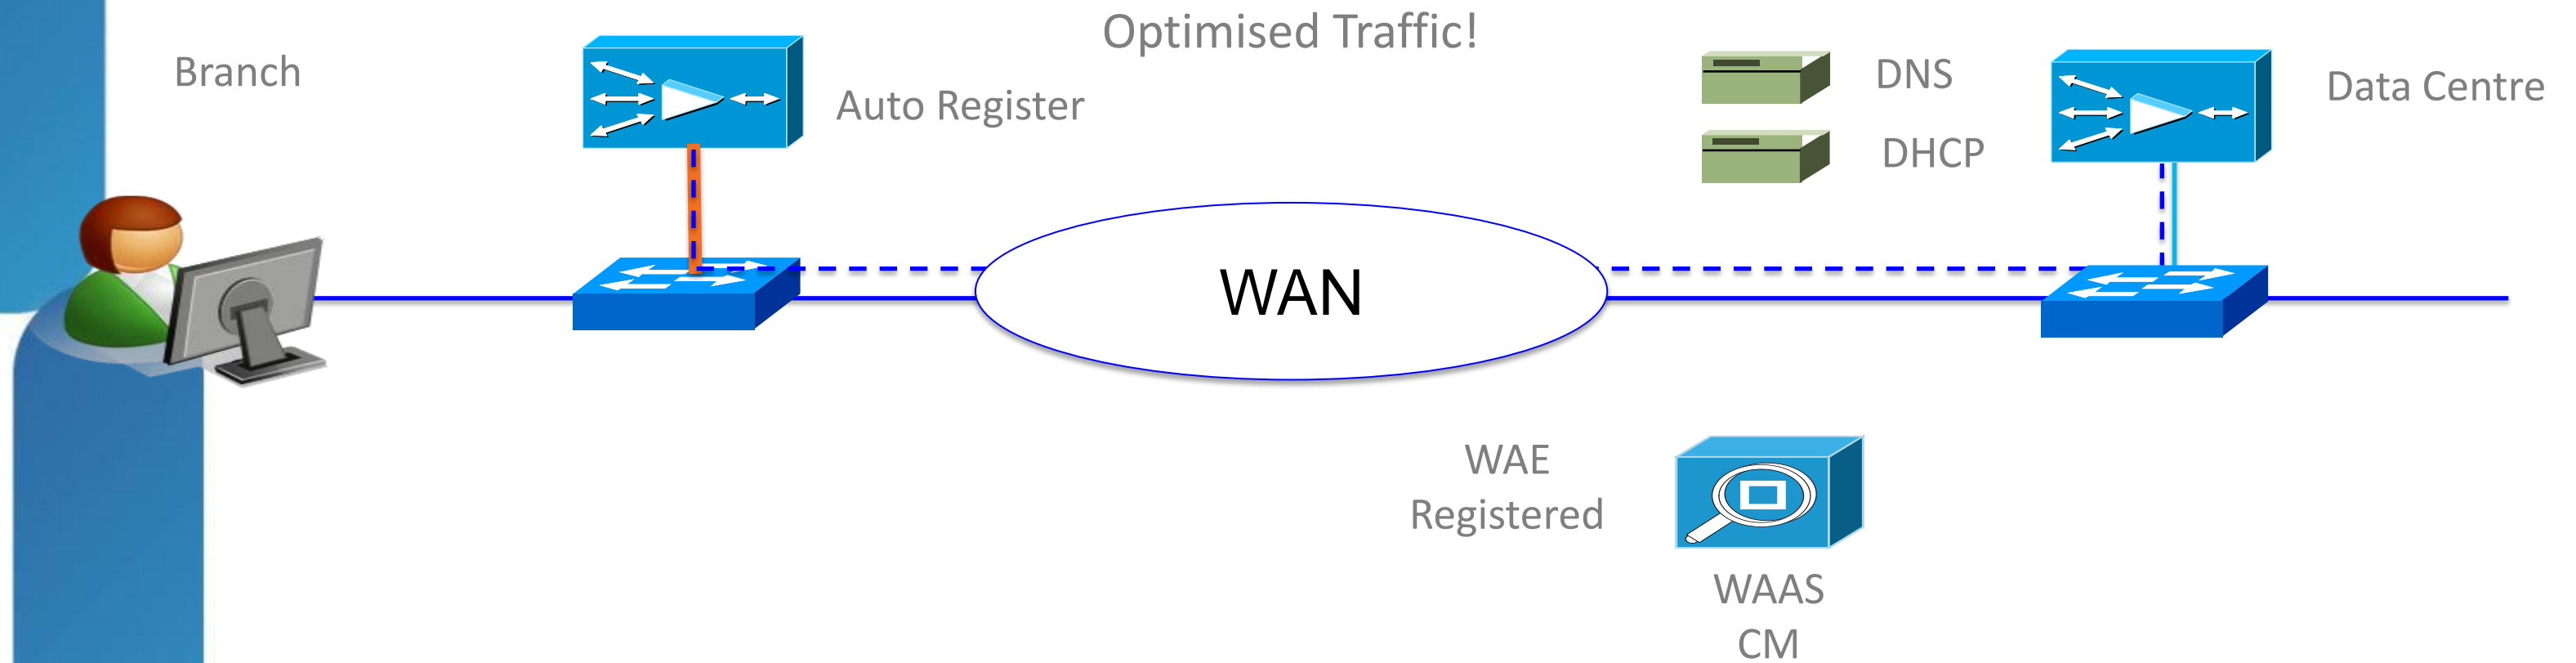 Optimised Traffic!
Branch
Auto Register
DNS
DHCP
Data Centre
WAN
WAE
Registered
WAAS
CM